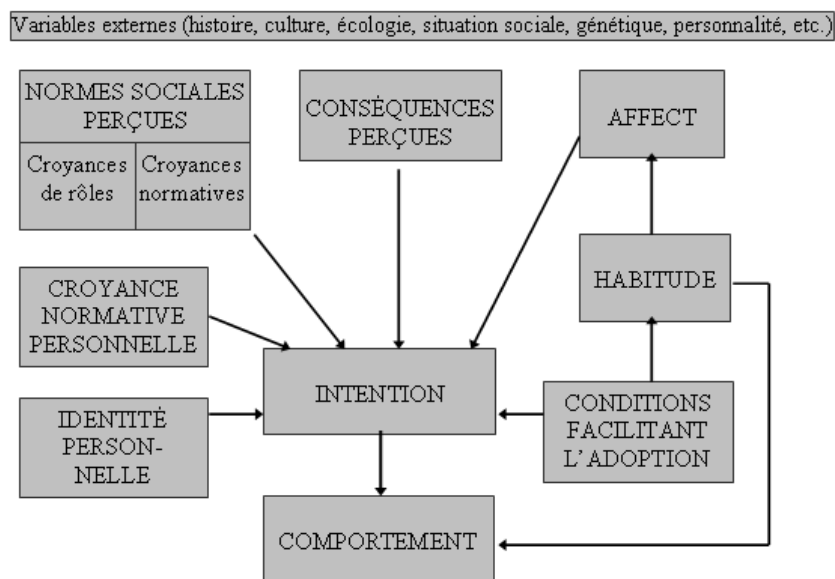 Variables externes (histoire, culture, écologie, situation sociale, génétique, personnalité, etc.)
NORMES SOCIALES
PERÇUES
Croyances
de rôles
Croyances
normatives
CONSÉQUENCES
PERÇUES
AFFECT
HABITUDE
CROYANCE
NORMATIVE
PERSONNELLE
INTENTION
CONDITIONS
FACILITANT
L'ADOPTION
IDENTITÉ
PERSON-
NELLE
COMPORTEMENT